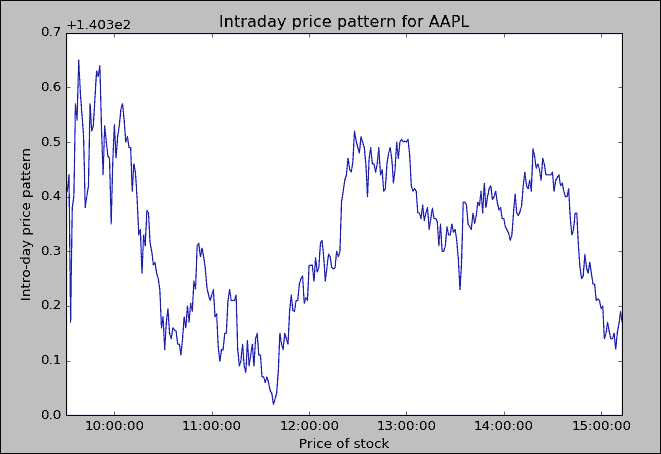 Intraday price pattern for AAPL
+1.403e2
0.7
0.6
0.5
0.4
0.3
0.2
0.1
0.0
Intro-day price pattern
10:00:00 11:00:00 12:00:00 13:00:00 14:00:00 15:00:00
Price of stock